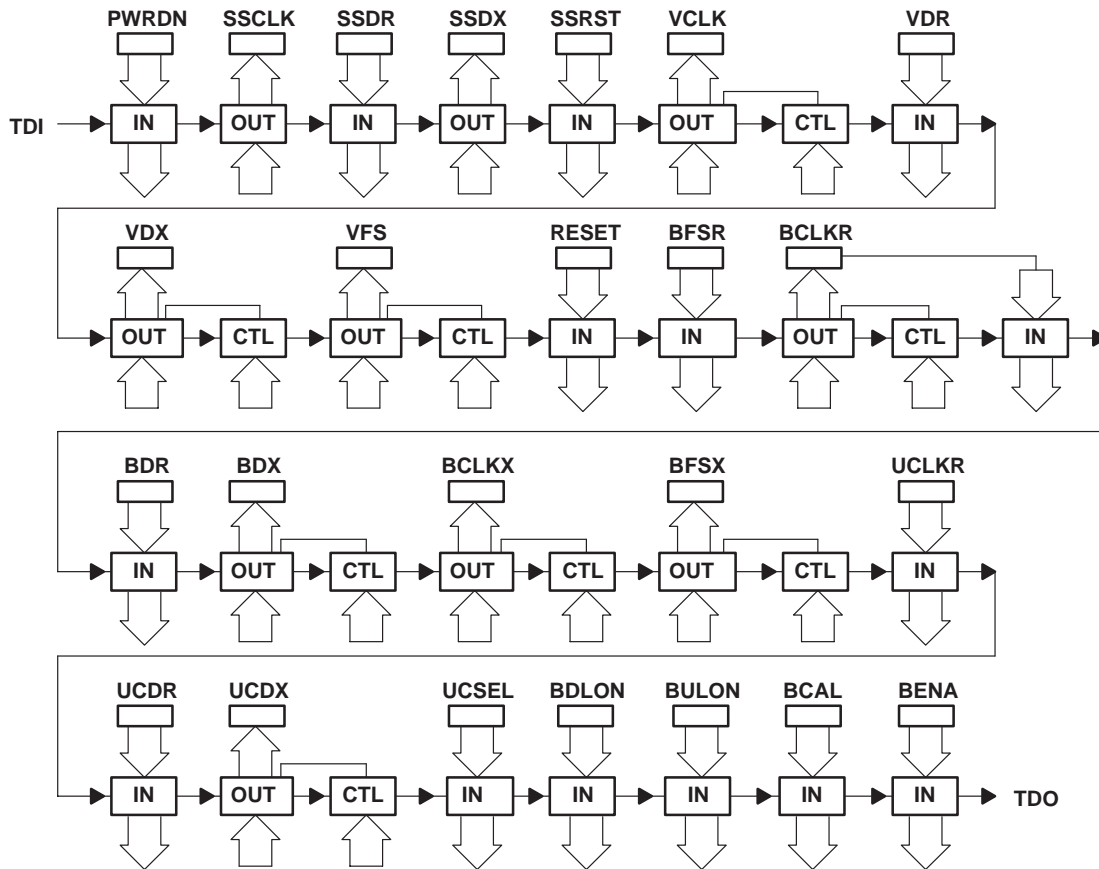 PWRDN SSCLK SSDR SSDX SSRST VCLK VDR
TDI IN OUT IN OUT IN OUT CTL IN
VDX VFS RESET BFSR BCLKR
OUT CTL OUT CTL IN IN OUT CTL IN
BDR BDX BCLKX BFSX UCLKR
IN OUT CTL OUT CTL OUT CTL IN
UCDR UCDX UCSEL BDLON BULON BCAL BENA
IN OUT CTL IN IN IN IN IN TDO